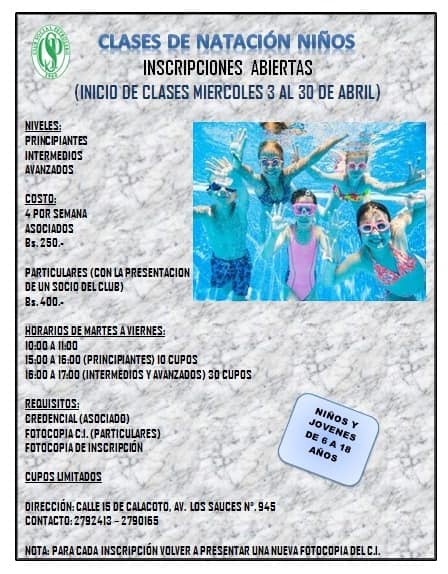 CLASES DE NATACIÓN NIÑOS
INSCRIPCIONES ABIERTAS
(INICIO DE CLASES MIERCOLES 3 AL 30 DE ABRIL)
NIVELES:
PRINCIPIANTES
INTERMEDIOS
AVANZADOS
COSTO:
4 POR SEMANA
ASOCIADOS
Bs. 250.-
PARTICULARES (CON LA PRESENTACION
DE UN SOCIO DEL CLUB)
Bs. 400.-
HORARIOS DE MARTES A VIERNES:
10:00 A 11:00
15:00 A 16:00 (PRINCIPIANTES) 10 CUPOS
16:00 A 17:00 (INTERMEDIOS Y AVANZADOS) 30 CUPOS
REQUISITOS:
CREDENCIAL (ASOCIADO)
FOTOCOPIA C.I. (PARTICULARES)
FOTOCOPIA DE INSCRIPCIÓN
NIÑOS Y
JOVENES
DE 6 A 18
AÑOS
CUPOS LIMITADOS
DIRECCIÓN: CALLE 15 DE CALACOTO, AV. LOS SAUCES Nº. 945
CONTACTO: 2792413 – 2790165
NOTA: PARA CADA INSCRIPCIÓN VOLVER A PRESENTAR UNA NUEVA FOTOCOPIA DEL C.I.